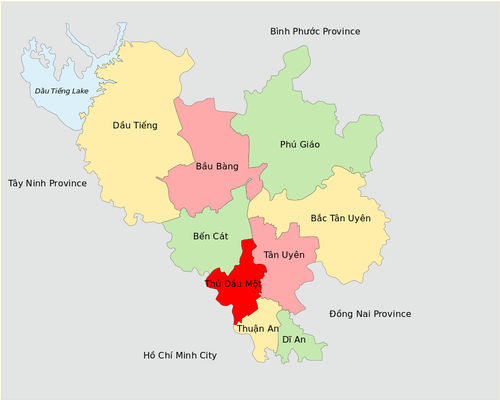 Bình Phước Province
Dầu Tiếng Lake
Dầu Tiếng
Phú Giáo
Bầu Bàng
Tây Ninh Province
Bắc Tân Uyên
Bến Cát
Tân Uyên
Thủ Dầu Một
Đồng Nai Province
Thuận An
Dĩ An
Hồ Chí Minh City